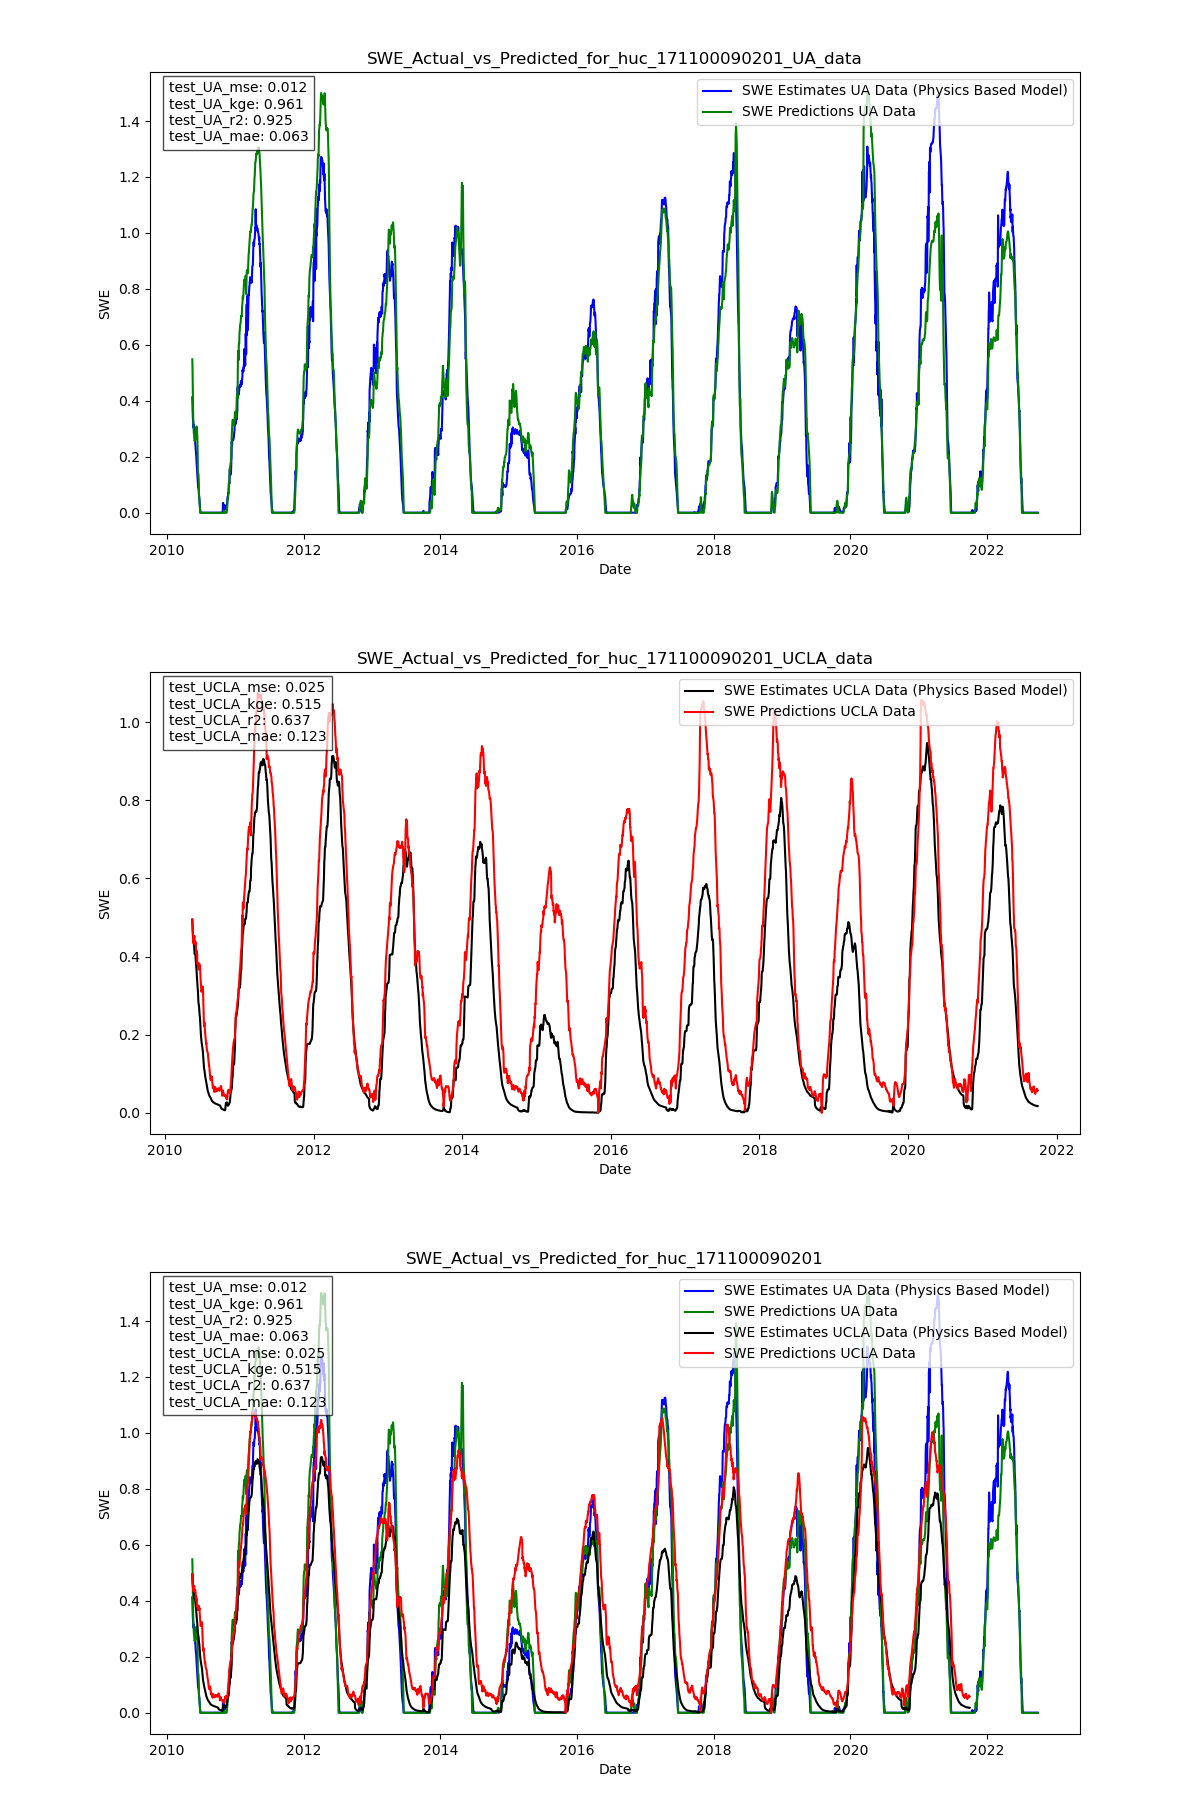 SWE_Actual_vs_Predicted_for_huc_171100090201_UA_data
test_UA_mse: 0.012
test_UA_kge: 0.961
test_UA_r2: 0.925
test_UA_mae: 0.063
SWE Estimates UA Data (Physics Based Model)
SWE Predictions UA Data
1.4
1.2
1.0
0.8
0.6
0.4
0.2
0.0
SWE
2010 2012 2014 2016 2018 2020 2022
Date
SWE_Actual_vs_Predicted_for_huc_171100090201_UCLA_data
test_UCLA_mse: 0.025
test_UCLA_kge: 0.515
test_UCLA_r2: 0.637
test_UCLA_mae: 0.123
SWE Estimates UCLA Data (Physics Based Model)
SWE Predictions UCLA Data
1.0
0.8
0.6
0.4
0.2
0.0
SWE
2010 2012 2014 2016 2018 2020 2022
Date
SWE_Actual_vs_Predicted_for_huc_171100090201
test_UA_mse: 0.012
test_UA_kge: 0.961
test_UA_r2: 0.925
test_UA_mae: 0.063
test_UCLA_mse: 0.025
test_UCLA_kge: 0.515
test_UCLA_r2: 0.637
test_UCLA_mae: 0.123
SWE Estimates UA Data (Physics Based Model)
SWE Predictions UA Data
SWE Estimates UCLA Data (Physics Based Model)
SWE Predictions UCLA Data
1.4
1.2
1.0
0.8
0.6
0.4
0.2
0.0
SWE
2010 2012 2014 2016 2018 2020 2022
Date